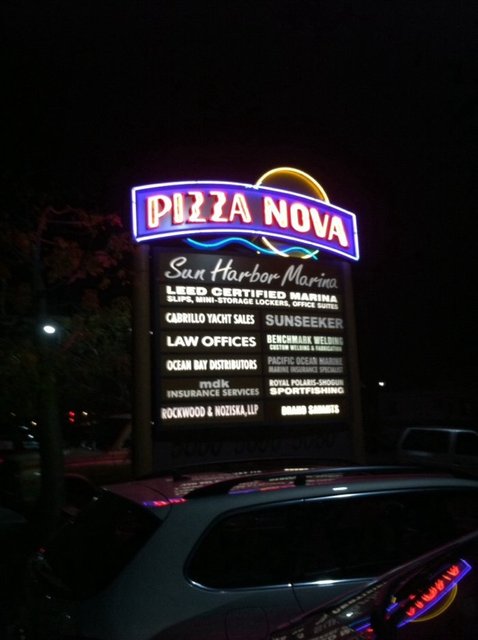 PIZZA NOVA
Sun Harbor Marina
LEED CERTIFIED MARINA
SLIPS, MINI-STORAGE LOCKERS, OFFICE SUITES
CABRILLO YACHT SALES
SUNSEEKER
LAW OFFICES
BENCHMARK WELDING
CUSTOM WELDING & FABRICATION
OCEAN BAY DISTRIBUTORS
PACIFIC OCEAN MARINE
MARINE INSURANCE SPECIALIST
mdk
INSURANCE SERVICES
ROYAL POLARIS-SHOGUN
SPORTFISHING
ROCKWOOD & NOZISKA, LLP